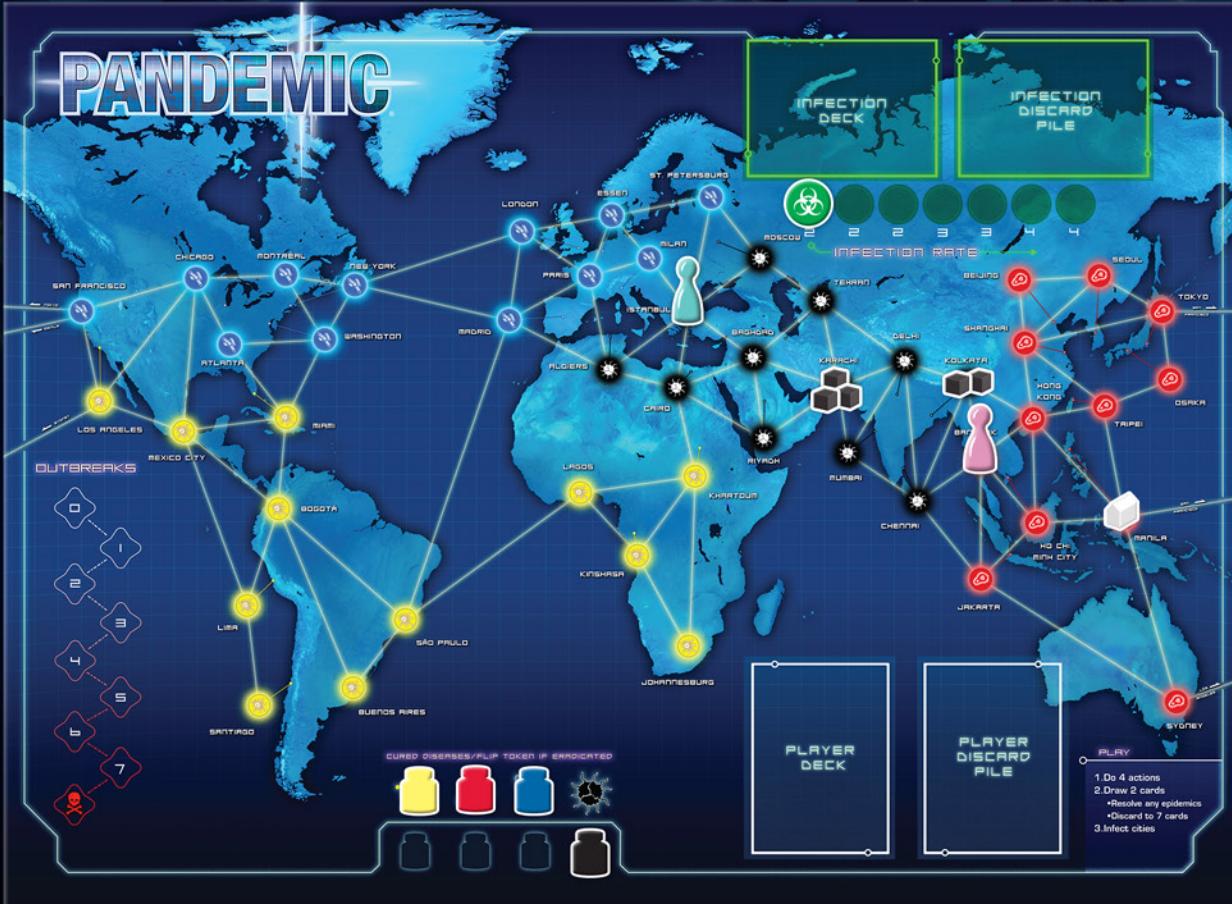 PANDEMIC
INFECTION
DECK
INFECTION
DISCARD
PILE
2 2 2 3 3 4 4
INFECTION RATE
ST. PETERSBURG
ESSEN
LONDON
MOSCOW
MILAN
PARIS
CHICAGO
MONTRÉAL
NEW YORK
SAN FRANCISCO
WASHINGTON
ATLANTA
MADRID
ISTANBUL
TEHRAN
BEIJING
SEOUL
TOKYO
SHANGHAI
BAGHDAD
DELHI
KARACHI
KOLKATA
ALGIERS
CAIRO
HONG
KONG
OSAKA
TAIPEI
LOS ANGELES
MEXICO CITY
MIAMI
RIYADH
MUMBAI
CHENNAI
LAGOS
KHARTOUM
BOGOTÁ
KINSHASA
HO CHI
MINH CITY
MANILA
JAKARTA
LIMA
SÃO PAULO
JOHANNESBURG
SANTIAGO
BUENOS AIRES
SYDNEY
OUTBREAKS
0
1
2
3
4
5
6
7
CURED DISEASES/FLIP TOKEN IF ERADICATED
PLAYER
DECK
PLAYER
DISCARD
PILE
PLAY
1.Do 4 actions
2.Draw 2 cards
•Resolve any epidemics
•Discard to 7 cards
3.Infect cities